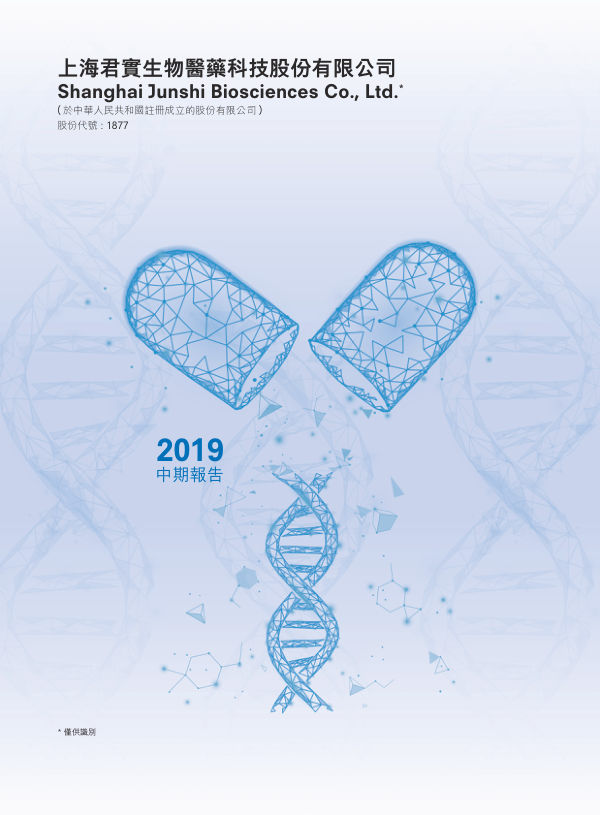 上海君實生物醫藥科技股份有限公司
Shanghai Junshi Biosciences Co., Ltd.*
(於中華人民共和國註冊成立的股份有限公司)
股份代號：1877
2019
中期報告
* 僅供識別